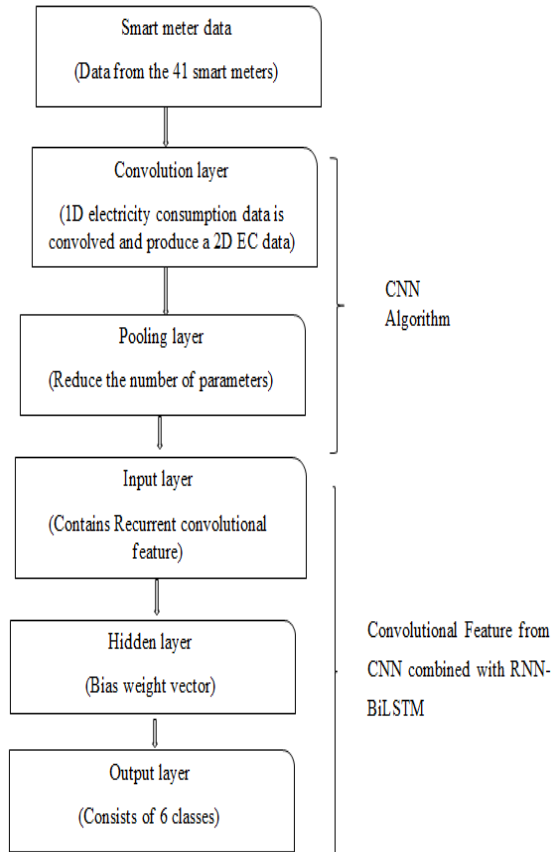 Smart meter data
(Data from the 41 smart meters)
Convolution layer
(1D electricity consumption data is
convolved and produce a 2D EC data)
Pooling layer
(Reduce the number of parameters)
CNN
Algorithm
Input layer
(Contains Recurrent convolutional
feature)
Hidden layer
(Bias weight vector)
Output layer
(Consists of 6 classes)
Convolutional Feature from
CNN combined with RNN-
BiLSTM